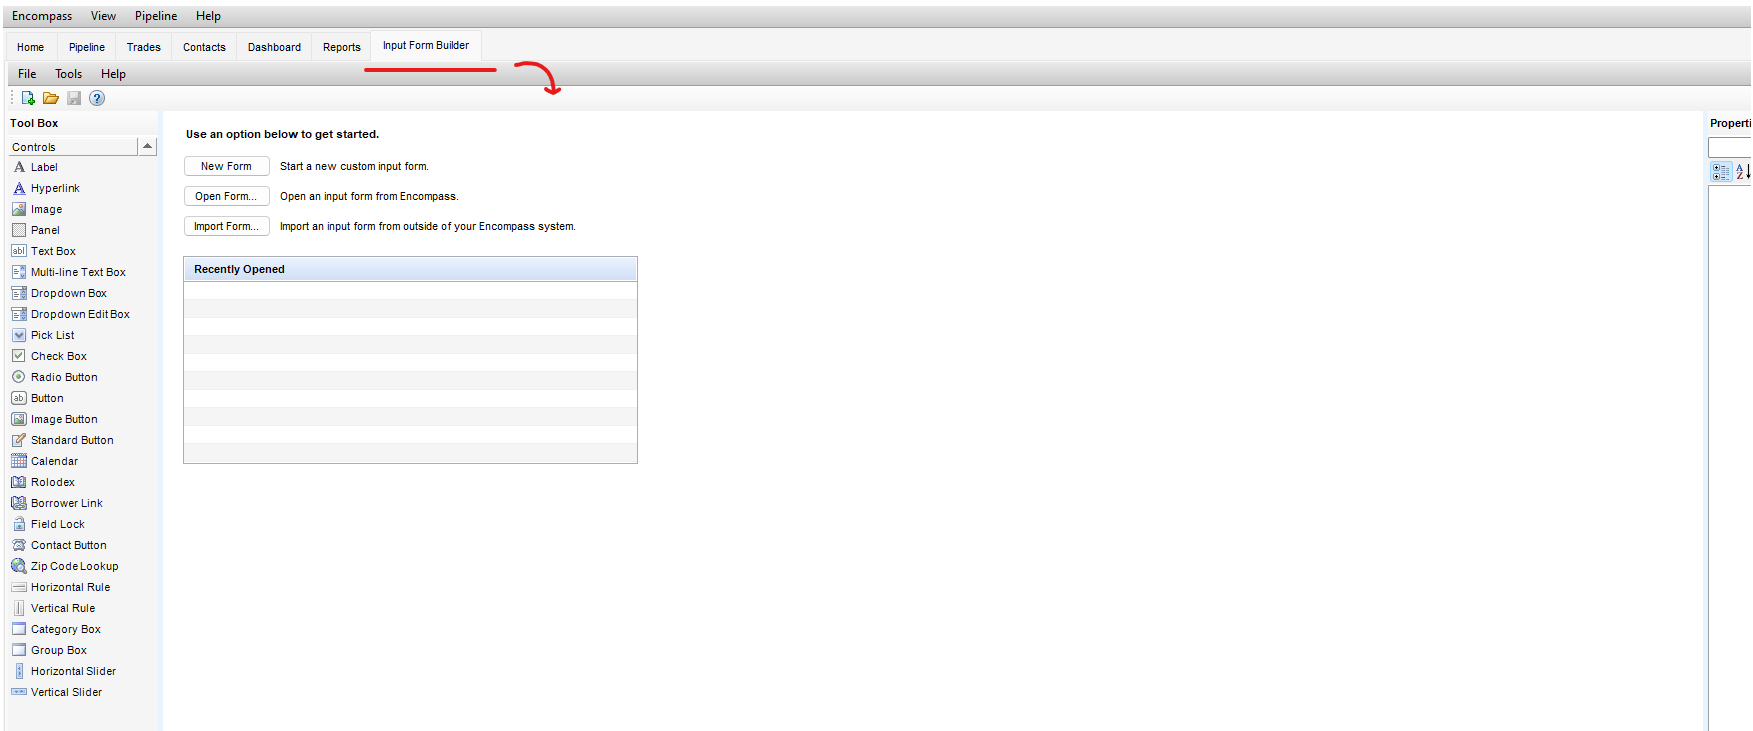 Encompass View Pipeline Help
Home Pipeline Trades Contacts Dashboard Reports Input Form Builder
File Tools Help
Tool Box
Controls
Label
Hyperlink
Image
Panel
Text Box
Multi-line Text Box
Dropdown Box
Dropdown Edit Box
Pick List
Check Box
Radio Button
Button
Image Button
Standard Button
Calendar
Rolodex
Borrower Link
Field Lock
Contact Button
Zip Code Lookup
Horizontal Rule
Vertical Rule
Category Box
Group Box
Horizontal Slider
Vertical Slider
Use an option below to get started.
New Form Start a new custom input form.
Open Form... Open an input form from Encompass.
Import Form... Import an input form from outside of your Encompass system.
Recently Opened
Properti